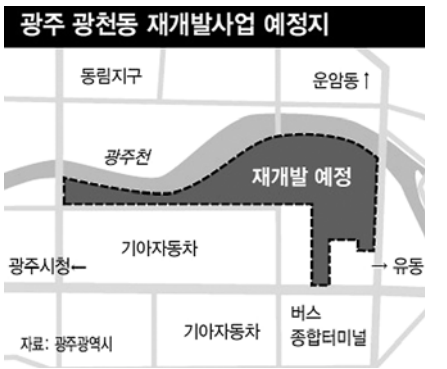 광주 광천동 재개발사업 예정지
동림지구
운암동↑
광주천
재개발 예정
기아자동차
광주시청←
→ 유동
기아자동차
버스
종합터미널
자료: 광주광역시